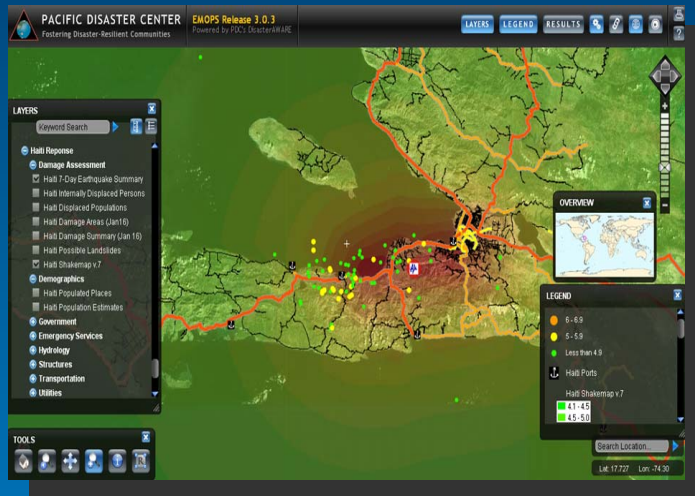 PACIFIC DISASTER CENTER
Fostering Disaster-Resilient Communities
EMOPS Release 3.0.3
Powered by PDC's DisasterAWARE
LAYERS
LEGEND
RESULTS
?
LAYERS
Keyword Search
Haiti Reponse
Damage Assessment
Haiti 7-Day Earthquake Summary
Haiti Internally Displaced Persons
Haiti Displaced Populations
Haiti Damage Areas (Jan16)
Haiti Damage Summary (Jan 16)
Haiti Possible Landslides
Haiti Shakemap v.7
Demographics
Haiti Populated Places
Haiti Population Estimates
Government
Emergency Services
Hydrology
Structures
Transportation
Utilities
TOOLS
OVERVIEW
LEGEND
6 - 6.9
5 - 5.9
Less than 4.9
Haiti Ports
Haiti Shakemap v.7
4.1 - 4.5
4.5 - 5.0
Search Location...
Lat: 17.727 Lon: -74.30